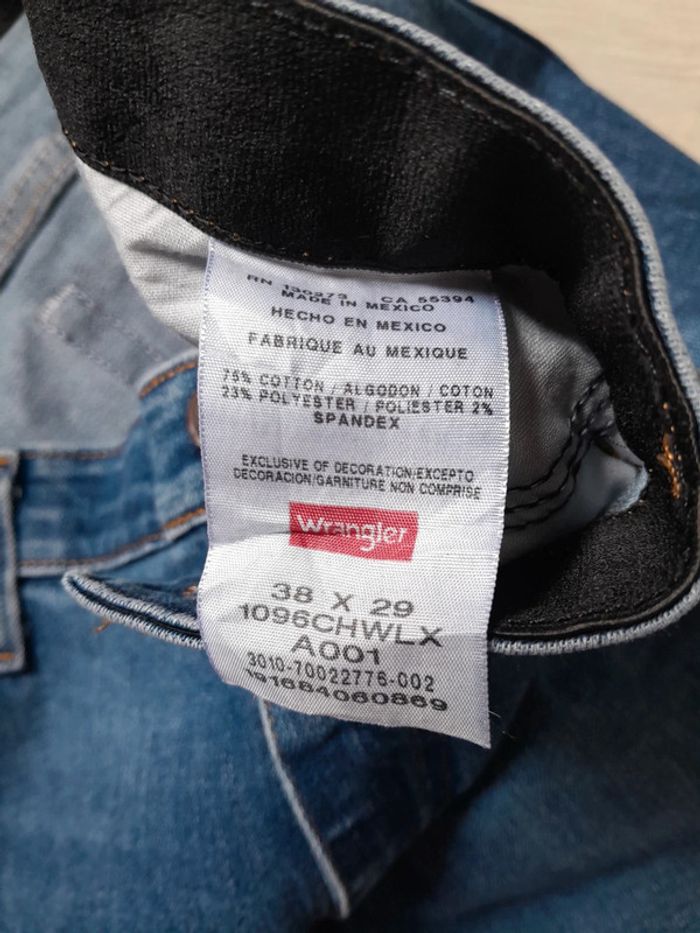 RN 130273 CA 56394
MADE IN MEXICO
HECHO EN MEXICO
FABRIQUE AU MEXIQUE
75% COTTON / ALGODON / COTON
23% POLYESTER / POLIESTER 2%
SPANDEX
EXCLUSIVE OF DECORATION/EXCEPTO
DECORACION/GARNITURE NON COMPRISE
Wrangler
38 X 29
1096CHWLX
A001
3010-70022776-002
191684060869